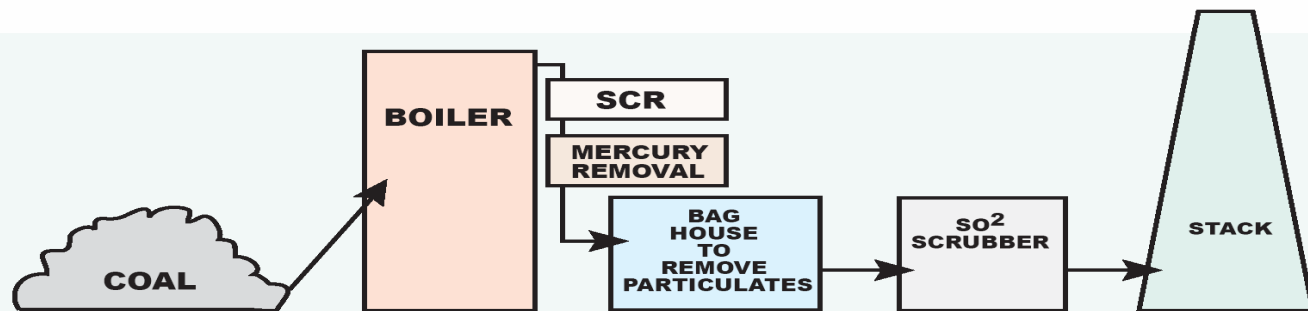 COAL
BOILER
SCR
MERCURY
REMOVAL
BAG
HOUSE
TO
REMOVE
PARTICULATES
SO²
SCRUBBER
STACK